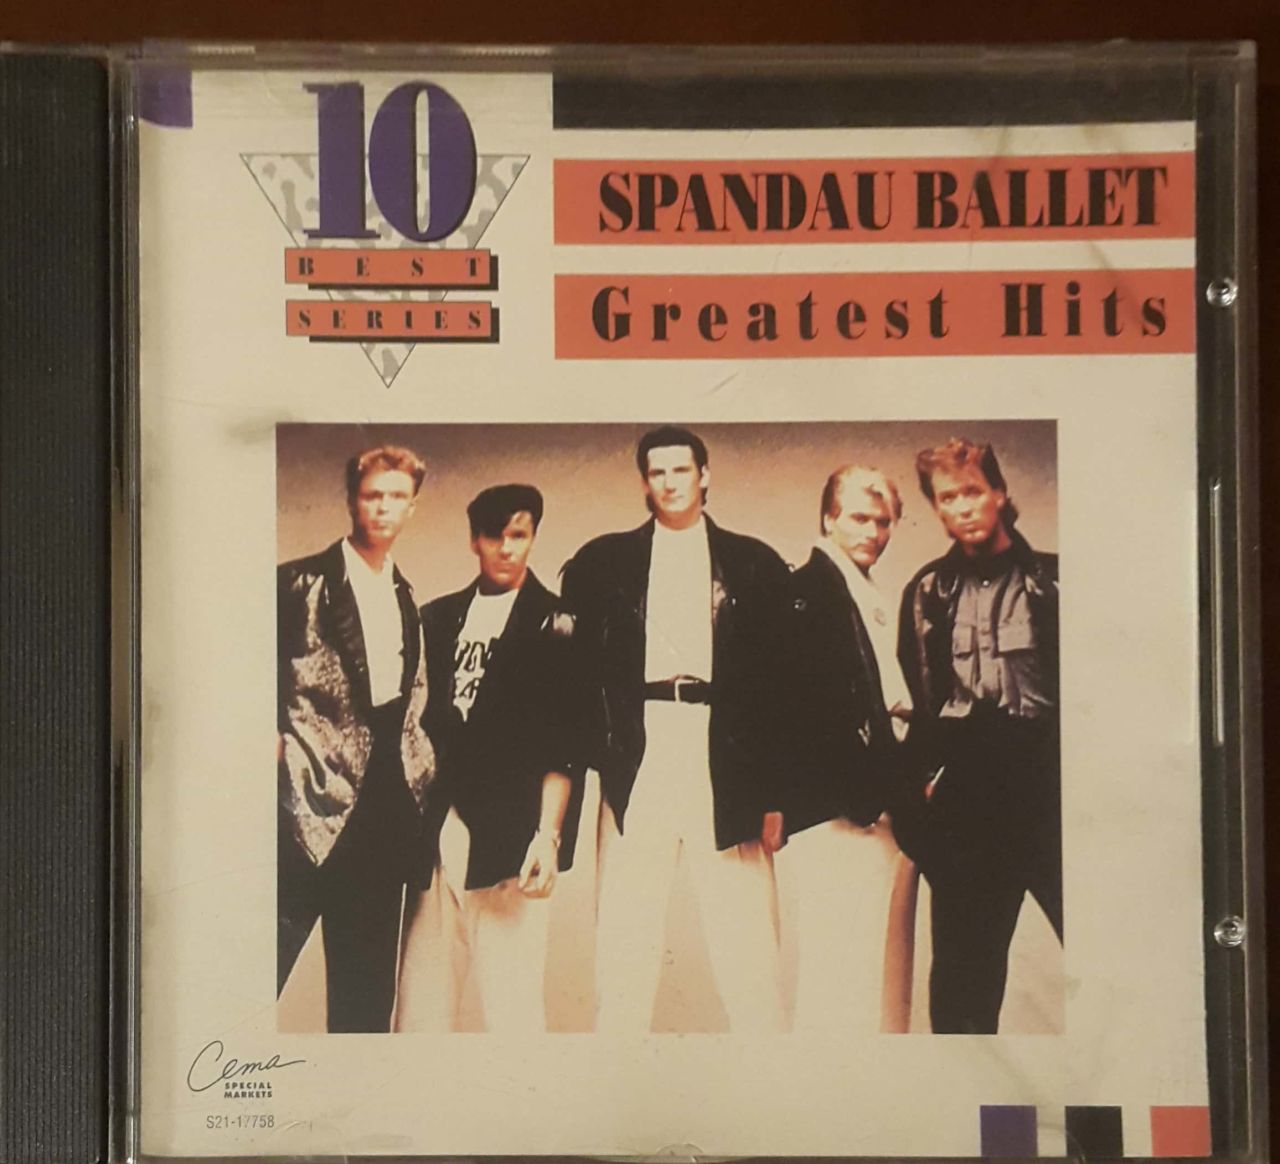 10
BEST
SERIES
SPANDAU BALLET
Greatest Hits
Cema
SPECIAL
MARKETS
S21-17758